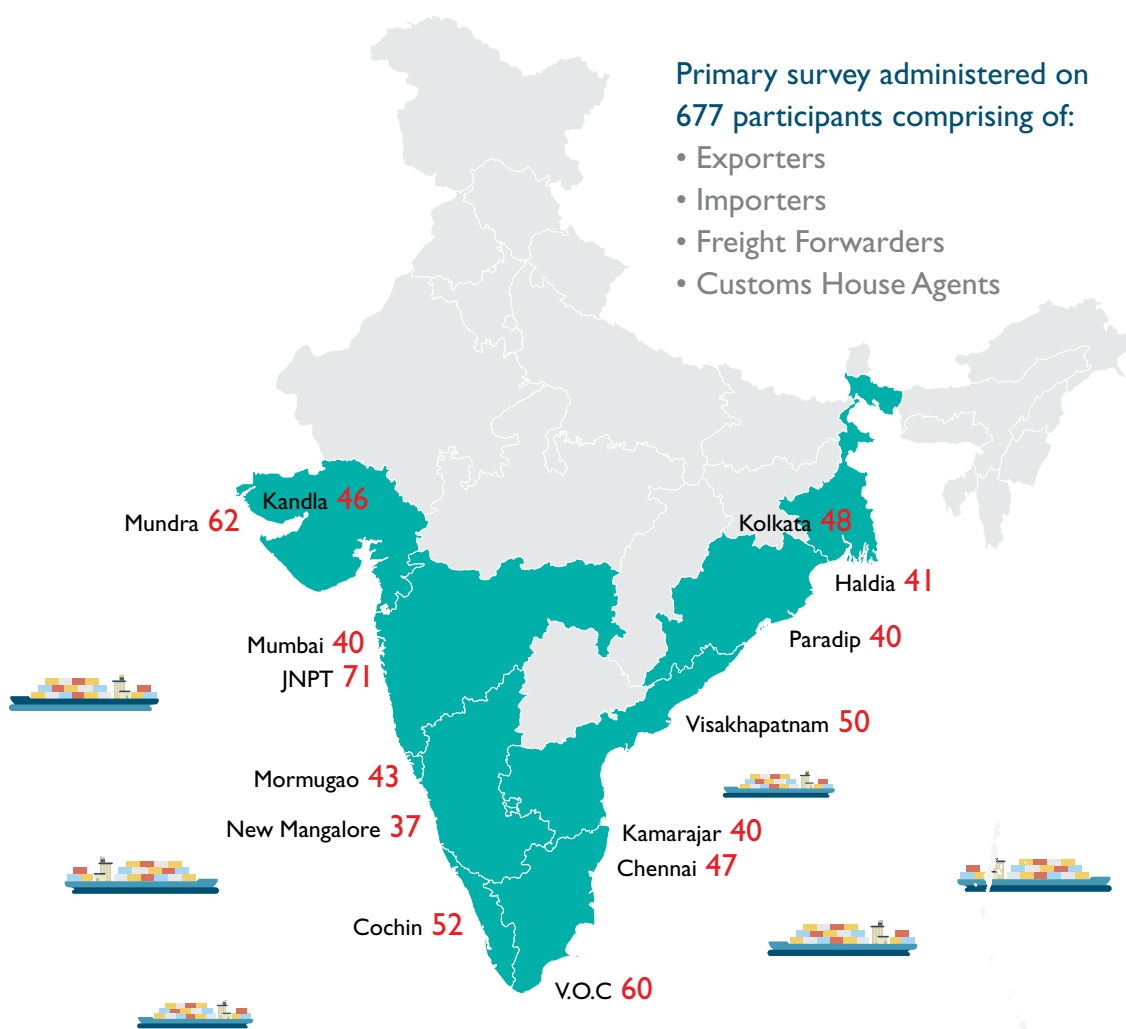 Primary survey administered on
677 participants comprising of:
• Exporters
• Importers
• Freight Forwarders
• Customs House Agents
Kandla 46
Mundra 62
Kolkata 48
Haldia 41
Mumbai 40
Paradip 40
JNPT 71
Visakhapatnam 50
Mormugao 43
New Mangalore 37
Kamarajar 40
Chennai 47
Cochin 52
V.O.C 60